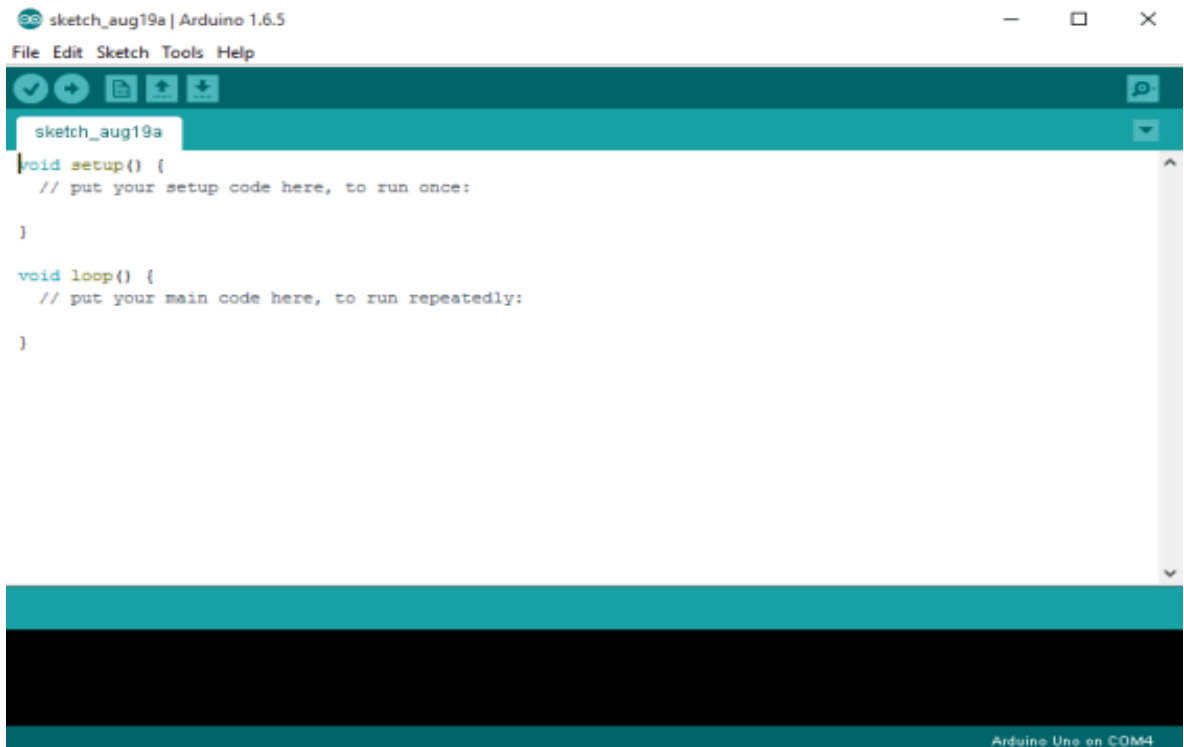 sketch_aug19a | Arduino 1.6.5
File Edit Sketch Tools Help
sketch_aug19a
void setup() {
  // put your setup code here, to run once:
}
void loop() {
  // put your main code here, to run repeatedly:
}
Arduino Uno on COM4